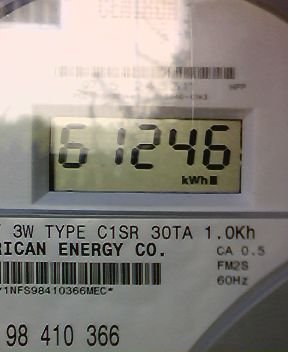 61246
kWh
3W TYPE C1SR 30TA 1.0Kh
RICAN ENERGY CO.
CA 0.5
FM2S
60Hz
Y1NFS98410366MEC*
98 410 366